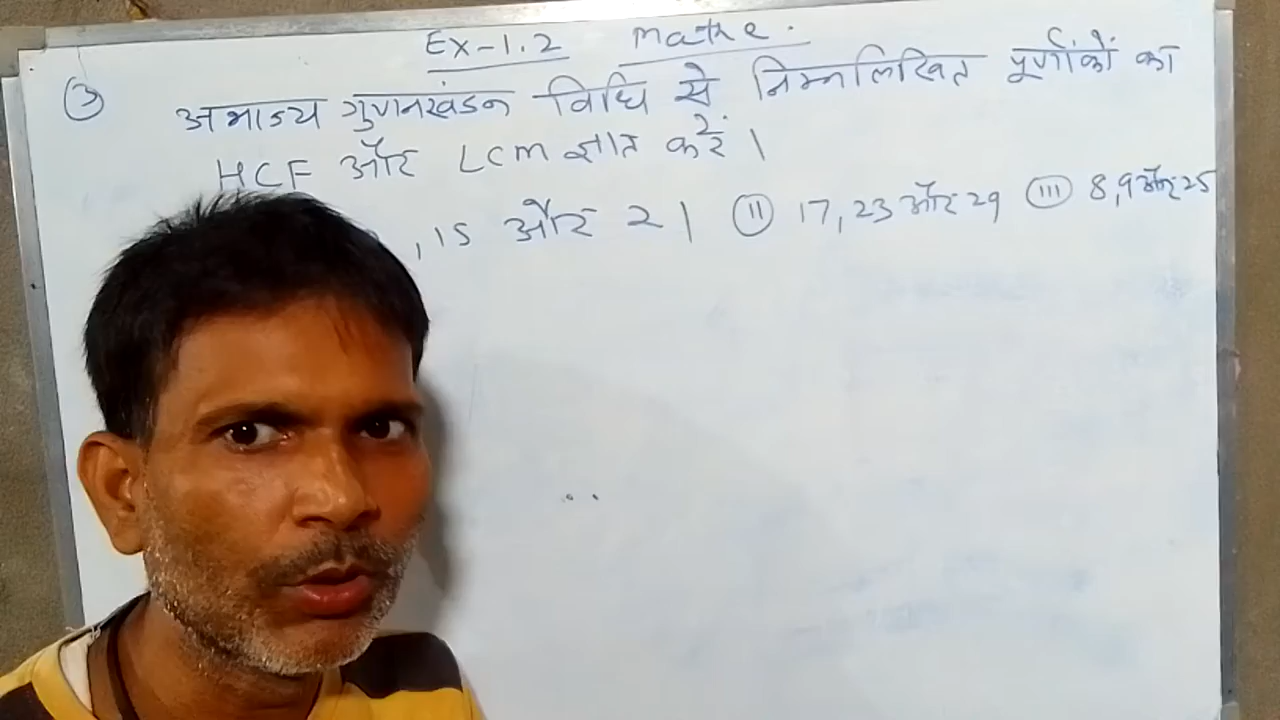 Ex-1.2 Maths.
③ अभाज्य गुणनखंडन विधि से निम्नलिखित पूर्णांकों का
HCF और LCM ज्ञात करें।
, 15 और 21 (II) 17, 23 और 29 (III) 8, 9 और 25